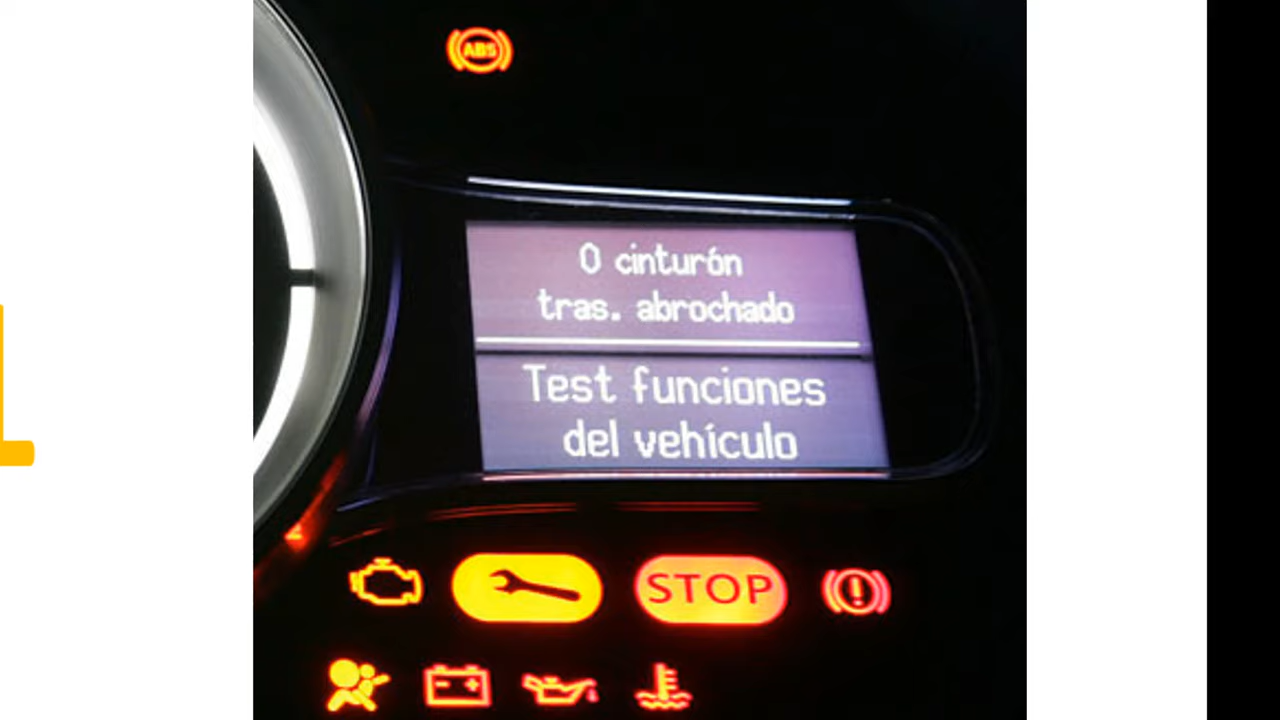 ABS
0 cinturón
tras. abrochado
Test funciones
del vehículo
STOP